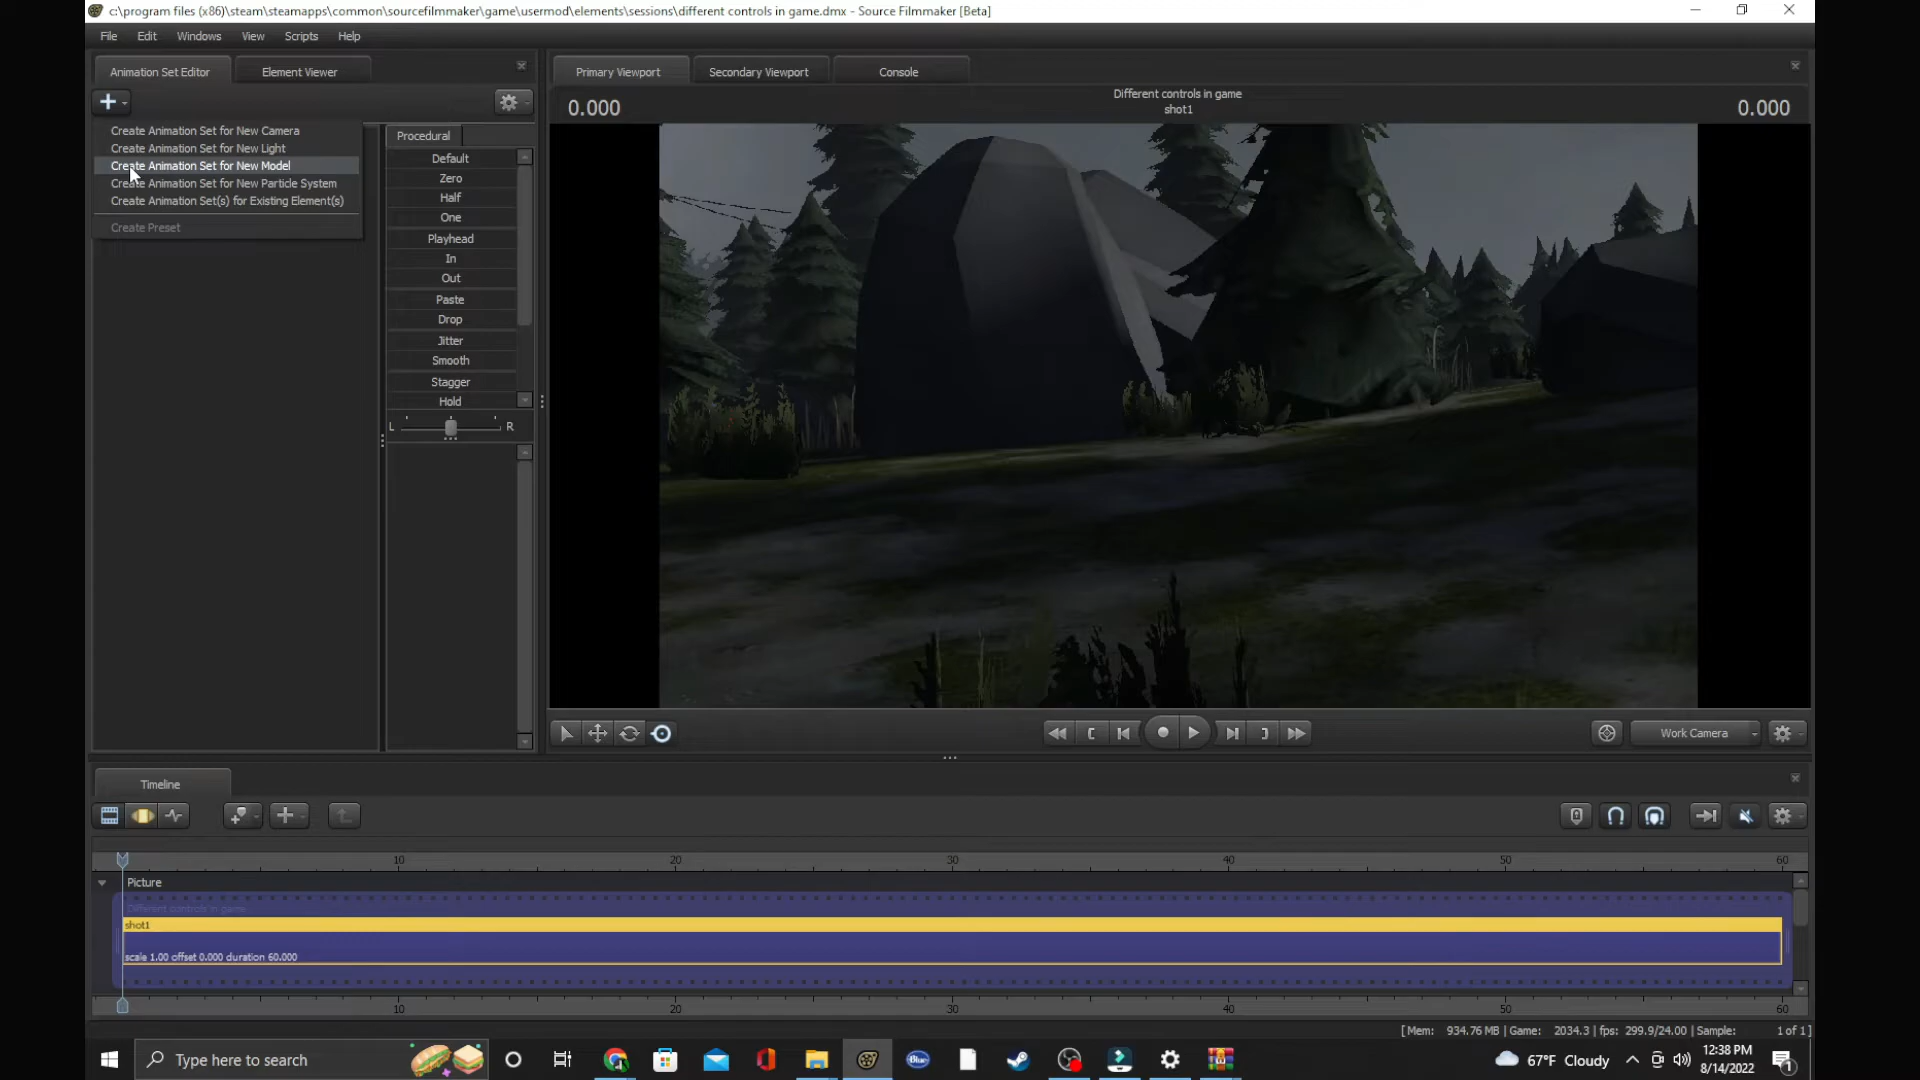 c:\program files (x86)\steam\steamapps\common\sourcefilmmaker\game\usermod\elements\sessions\different controls in game.dmx - Source Filmmaker [Beta]
File Edit Windows View Scripts Help
Animation Set Editor Element Viewer
Primary Viewport Secondary Viewport Console
0.000
Different controls in game
shot1
0.000
Create Animation Set for New Camera
Create Animation Set for New Light
Create Animation Set for New Model
Create Animation Set for New Particle System
Create Animation Set(s) for Existing Element(s)
Create Preset
Procedural
Default
Zero
Half
One
Playhead
In
Out
Paste
Drop
Jitter
Smooth
Stagger
Hold
L R
Work Camera
Timeline
10 20 30 40 50 60
Picture
Different controls in game
shot1
scale 1.00 offset 0.000 duration 60.000
10 20 30 40 50 60
[ Mem: 934.76 MB | Game: 2034.3 | fps: 299.9/24.00 | Sample: 1 of 1 ]
Type here to search
Blue
67°F Cloudy
12:38 PM
8/14/2022
1